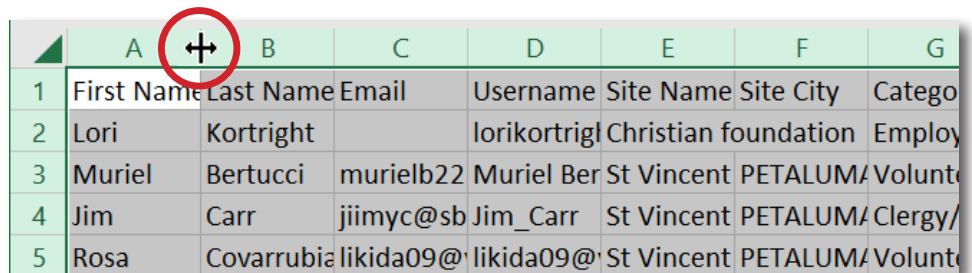 A B C D E F G
1 First Name Last Name Email Username Site Name Site City Catego
2 Lori Kortright lorikortrigh Christian foundation Employ
3 Muriel Bertucci murielb22 Muriel Ber St Vincent PETALUMA Volunte
4 Jim Carr jiimyc@sb Jim_Carr St Vincent PETALUMA Clergy/
5 Rosa Covarrubia likida09@ likida09@ St Vincent PETALUMA Volunte